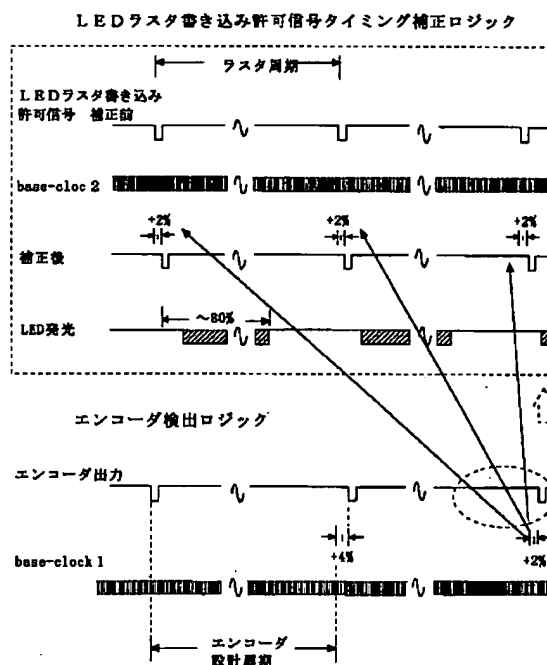 LEDラスタ書き込み許可信号タイミング補正ロジック
ラスタ周期
LEDラスタ書き込み
許可信号 補正前
base-cloc 2
+2%
+2%
+2%
補正後
~80%
LED発光
エンコーダ検出ロジック
エンコーダ出力
+4%
+2%
base-clock 1
エンコーダ
設計周期